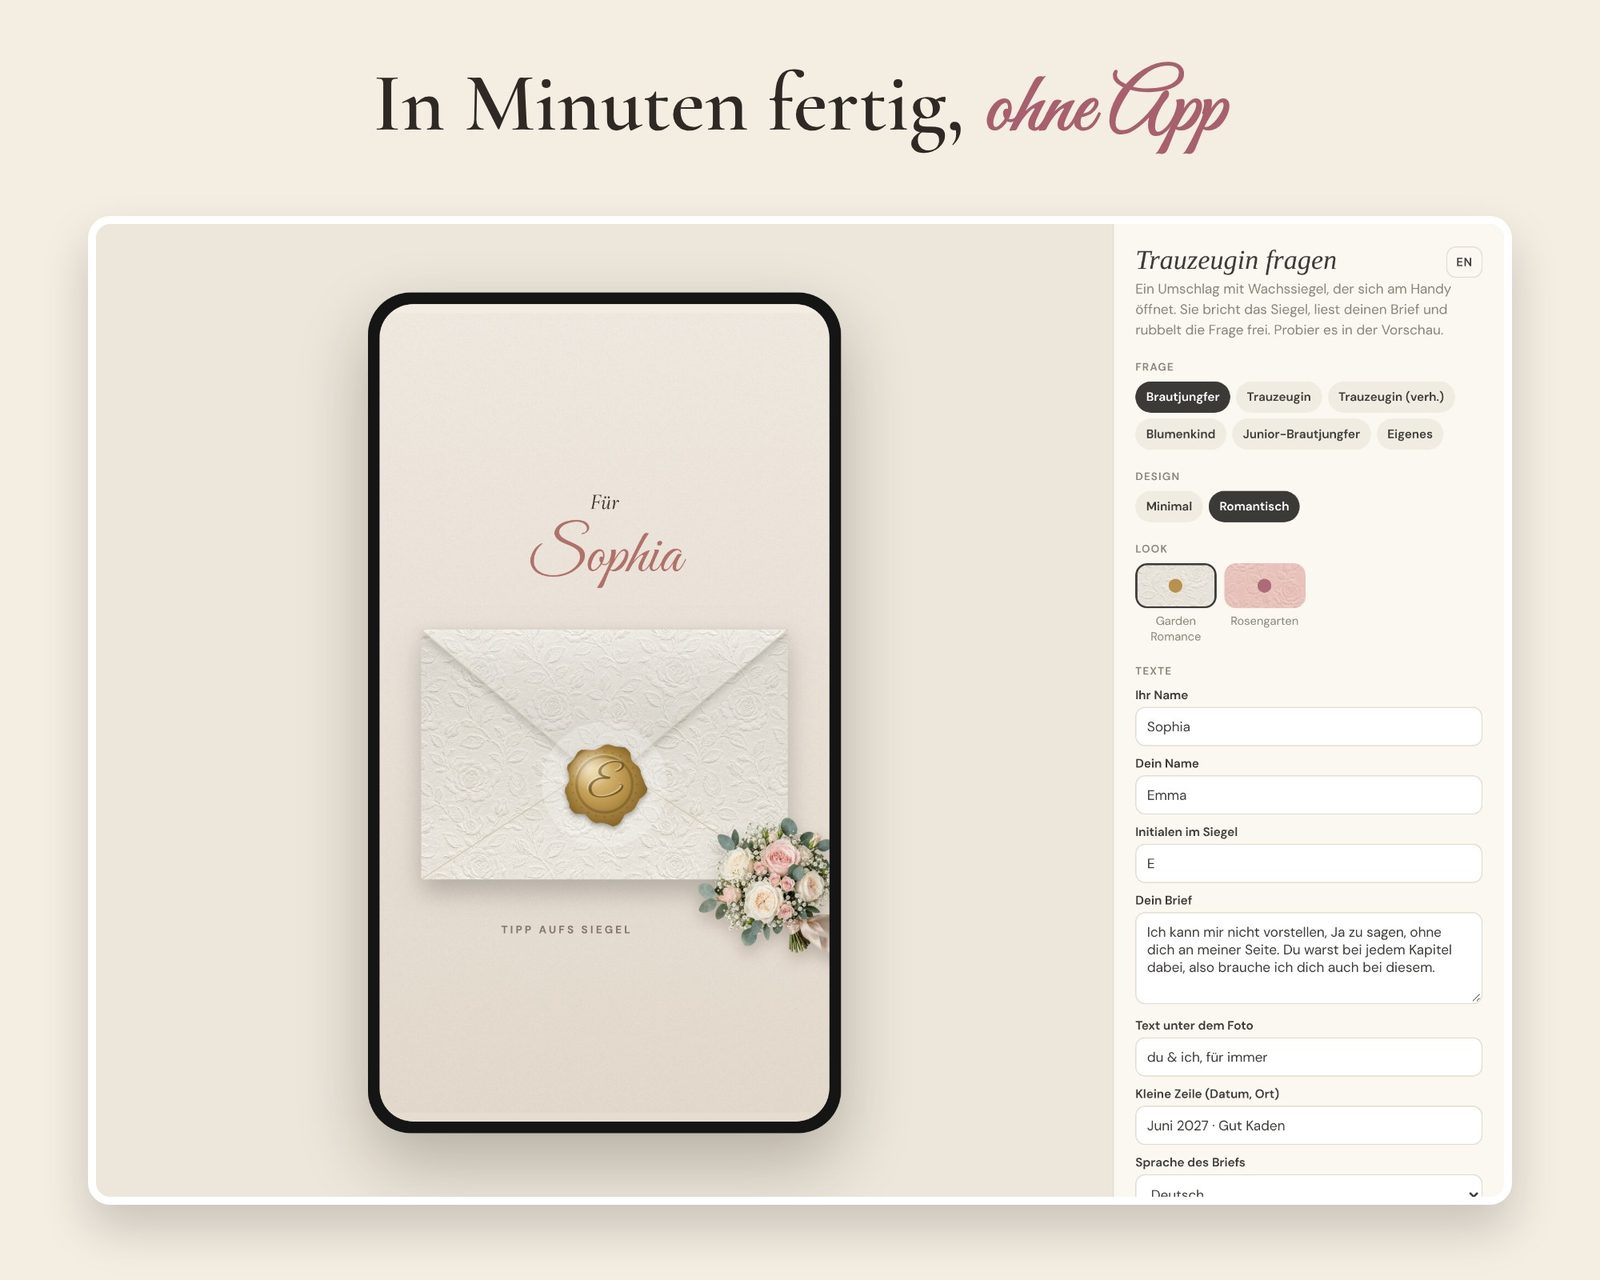 In Minuten fertig, ohne App
Für
Sophia
E
TIPP AUFS SIEGEL
Trauzeugin fragen
EN
Ein Umschlag mit Wachssiegel, der sich am Handy
öffnet. Sie bricht das Siegel, liest deinen Brief und
rubbelt die Frage frei. Probier es in der Vorschau.
FRAGE
Brautjungfer Trauzeugin Trauzeugin (verh.)
Blumenkind Junior-Brautjungfer Eigenes
DESIGN
Minimal Romantisch
LOOK
Garden Romance
Rosengarten
TEXTE
Ihr Name
Sophia
Dein Name
Emma
Initialen im Siegel
E
Dein Brief
Ich kann mir nicht vorstellen, Ja zu sagen, ohne
dich an meiner Seite. Du warst bei jedem Kapitel
dabei, also brauche ich dich auch bei diesem.
Text unter dem Foto
du & ich, für immer
Kleine Zeile (Datum, Ort)
Juni 2027 · Gut Kaden
Sprache des Briefs
Deutsch